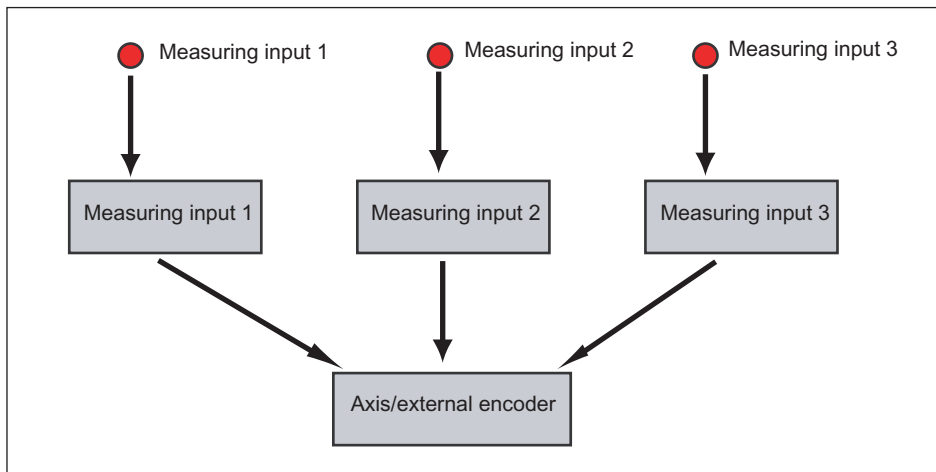 Measuring input 1
Measuring input 2
Measuring input 3
Measuring input 1
Measuring input 2
Measuring input 3
Axis/external encoder